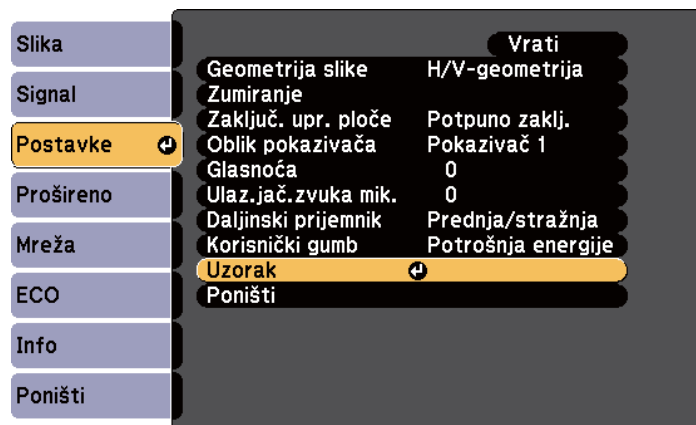 Slika
Signal
Postavke
Prošireno
Mreža
ECO
Info
Poništi
Vrati
Geometrija slike H/V-geometrija
Zumiranje
Zaključ. upr. ploče Potpuno zaklj.
Oblik pokazivača Pokazivač 1
Glasnoća 0
Ulaz.jač.zvuka mik. 0
Daljinski prijemnik Prednja/stražnja
Korisnički gumb Potrošnja energije
Uzorak
Poništi